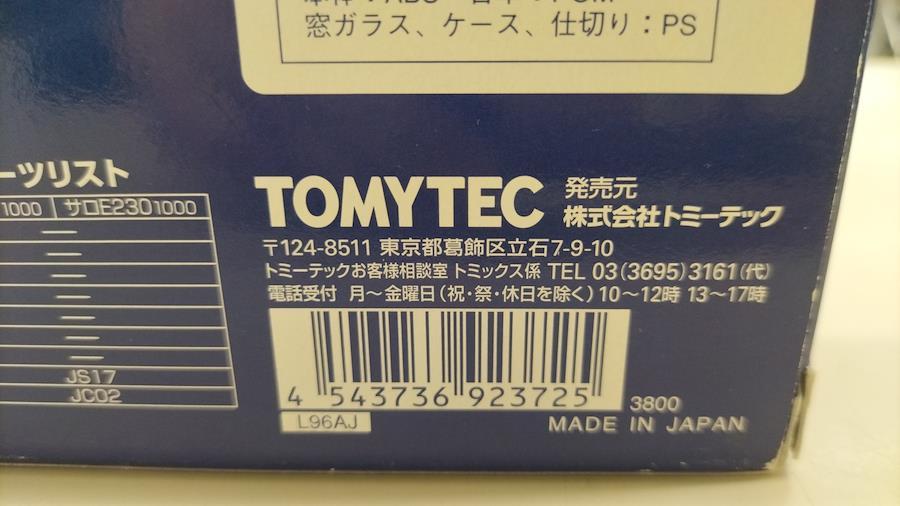 窓ガラス、ケース、仕切り：PS
ーツリスト
1000 サロE2301000
—
—
—
—
—
—
—
JS17
JC02
TOMYTEC 発売元
株式会社トミーテック
〒124-8511 東京都葛飾区立石7-9-10
トミーテックお客様相談室 トミックス係 TEL 03(3695)3161(代)
電話受付 月～金曜日(祝・祭・休日を除く)10～12時 13～17時
4 543736 923725
L96AJ
3800
MADE IN JAPAN